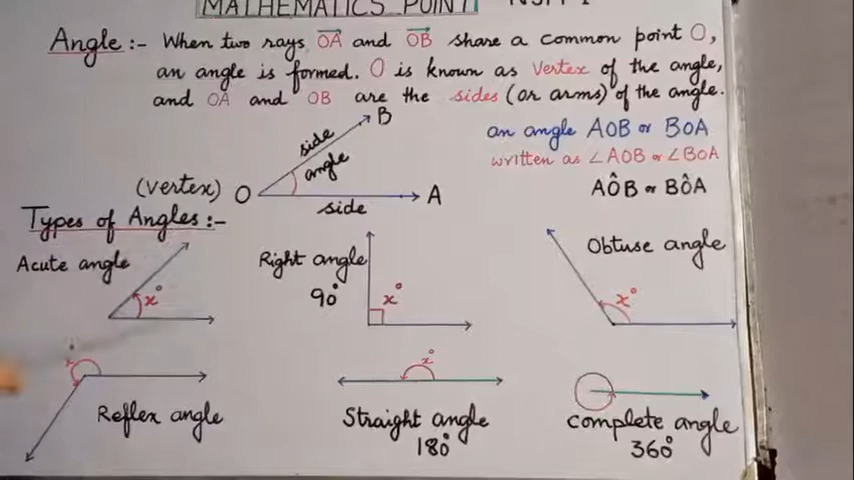 MATHEMATICS POINT
Angle :- When two rays OA and OB share a common point O,
an angle is formed. O is known as Vertex of the angle,
and OA and OB are the sides (or arms) of the angle.
B
side
angle
an angle AOB or BOA
written as ∠AOB or ∠BOA
AÔB or BÔA
(Vertex) O
A
side
Types of Angles :-
Acute angle
x°
Right angle
90°
x°
Obtuse angle
x°
x°
Reflex angle
x°
Straight angle
180°
Complete angle
360°